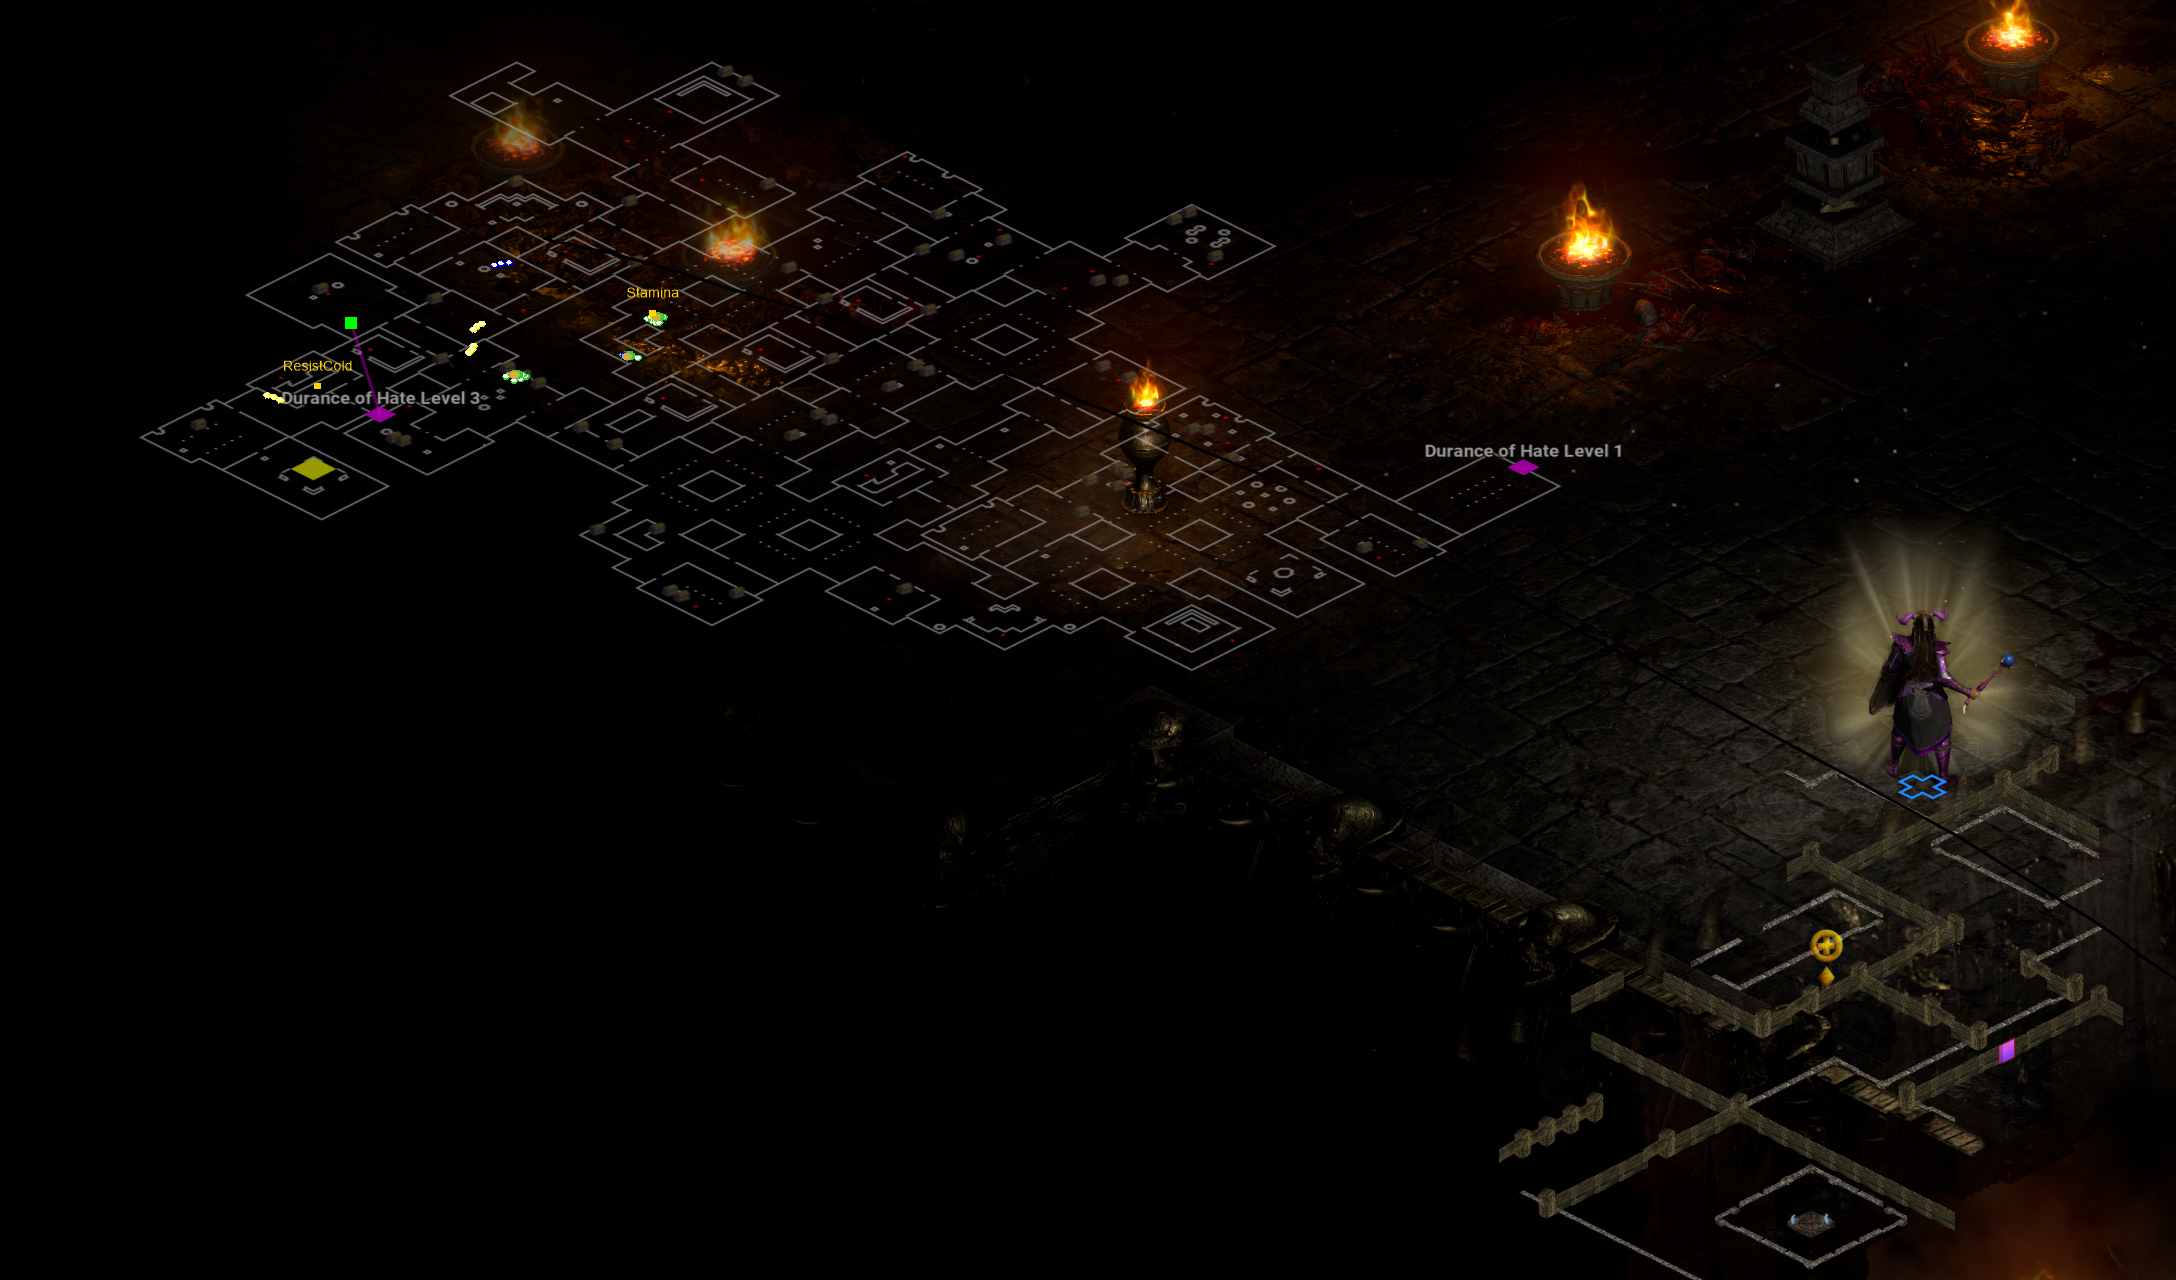 Stamina
ResistCold
Durance of Hate Level 3
Durance of Hate Level 1